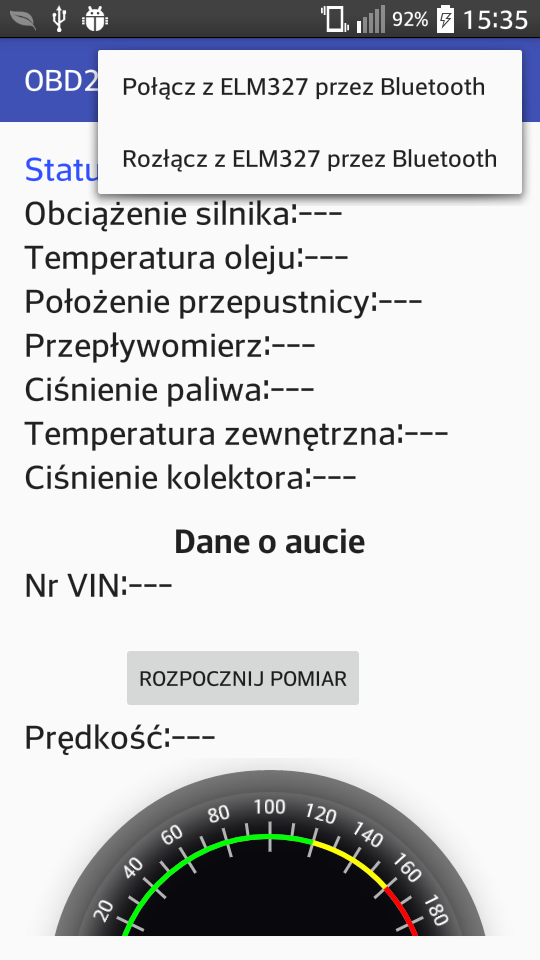 92% 15:35
OBD2
Połącz z ELM327 przez Bluetooth
Rozłącz z ELM327 przez Bluetooth
Statu
Obciążenie silnika:---
Temperatura oleju:---
Położenie przepustnicy:---
Przepływomierz:---
Ciśnienie paliwa:---
Temperatura zewnętrzna:---
Ciśnienie kolektora:---
Dane o aucie
Nr VIN:---
ROZPOCZNIJ POMIAR
Prędkość:---
20 40 60 80 100 120 140 160 180